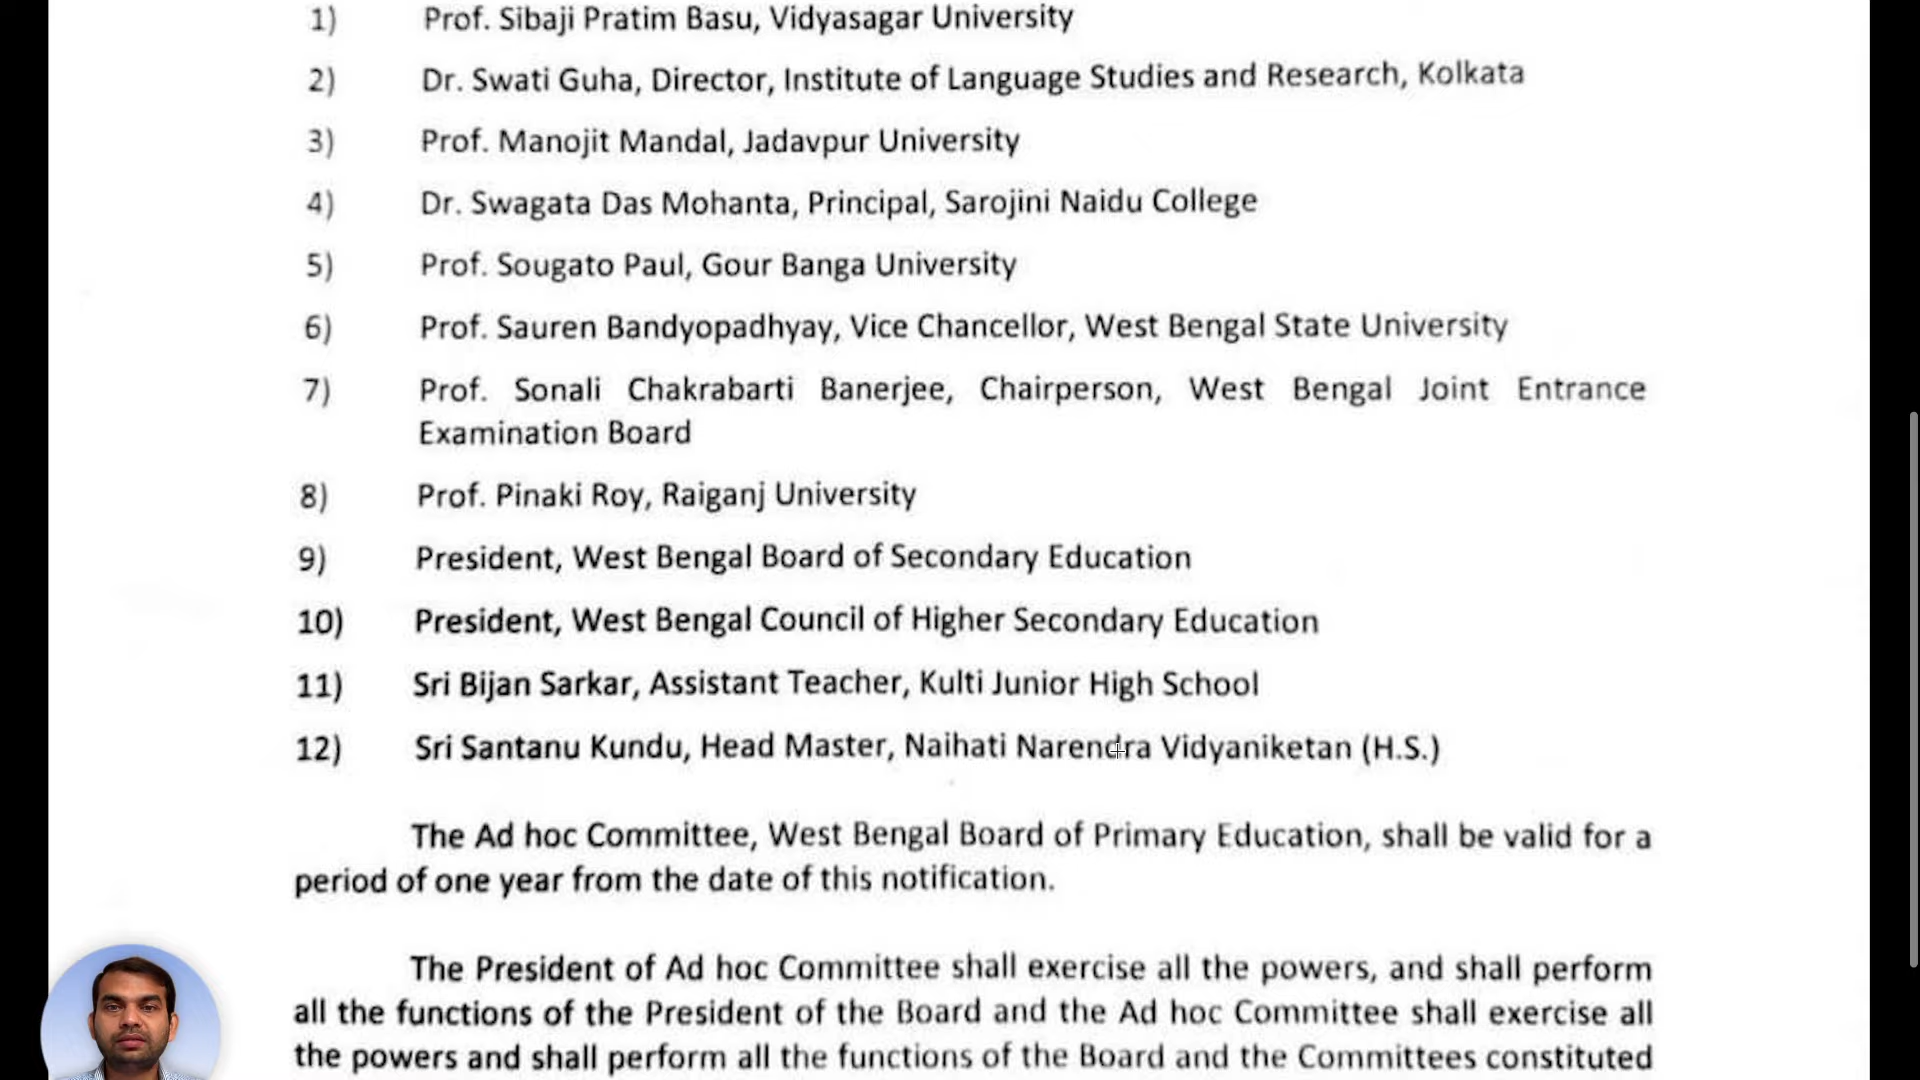 1) Prof. Sibaji Pratim Basu, Vidyasagar University
2) Dr. Swati Guha, Director, Institute of Language Studies and Research, Kolkata
3) Prof. Manojit Mandal, Jadavpur University
4) Dr. Swagata Das Mohanta, Principal, Sarojini Naidu College
5) Prof. Sougato Paul, Gour Banga University
6) Prof. Sauren Bandyopadhyay, Vice Chancellor, West Bengal State University
7) Prof. Sonali Chakrabarti Banerjee, Chairperson, West Bengal Joint Entrance
Examination Board
8) Prof. Pinaki Roy, Raiganj University
9) President, West Bengal Board of Secondary Education
10) President, West Bengal Council of Higher Secondary Education
11) Sri Bijan Sarkar, Assistant Teacher, Kulti Junior High School
12) Sri Santanu Kundu, Head Master, Naihati Narendra Vidyaniketan (H.S.)
The Ad hoc Committee, West Bengal Board of Primary Education, shall be valid for a
period of one year from the date of this notification.
The President of Ad hoc Committee shall exercise all the powers, and shall perform
all the functions of the President of the Board and the Ad hoc Committee shall exercise all
the powers and shall perform all the functions of the Board and the Committees constituted